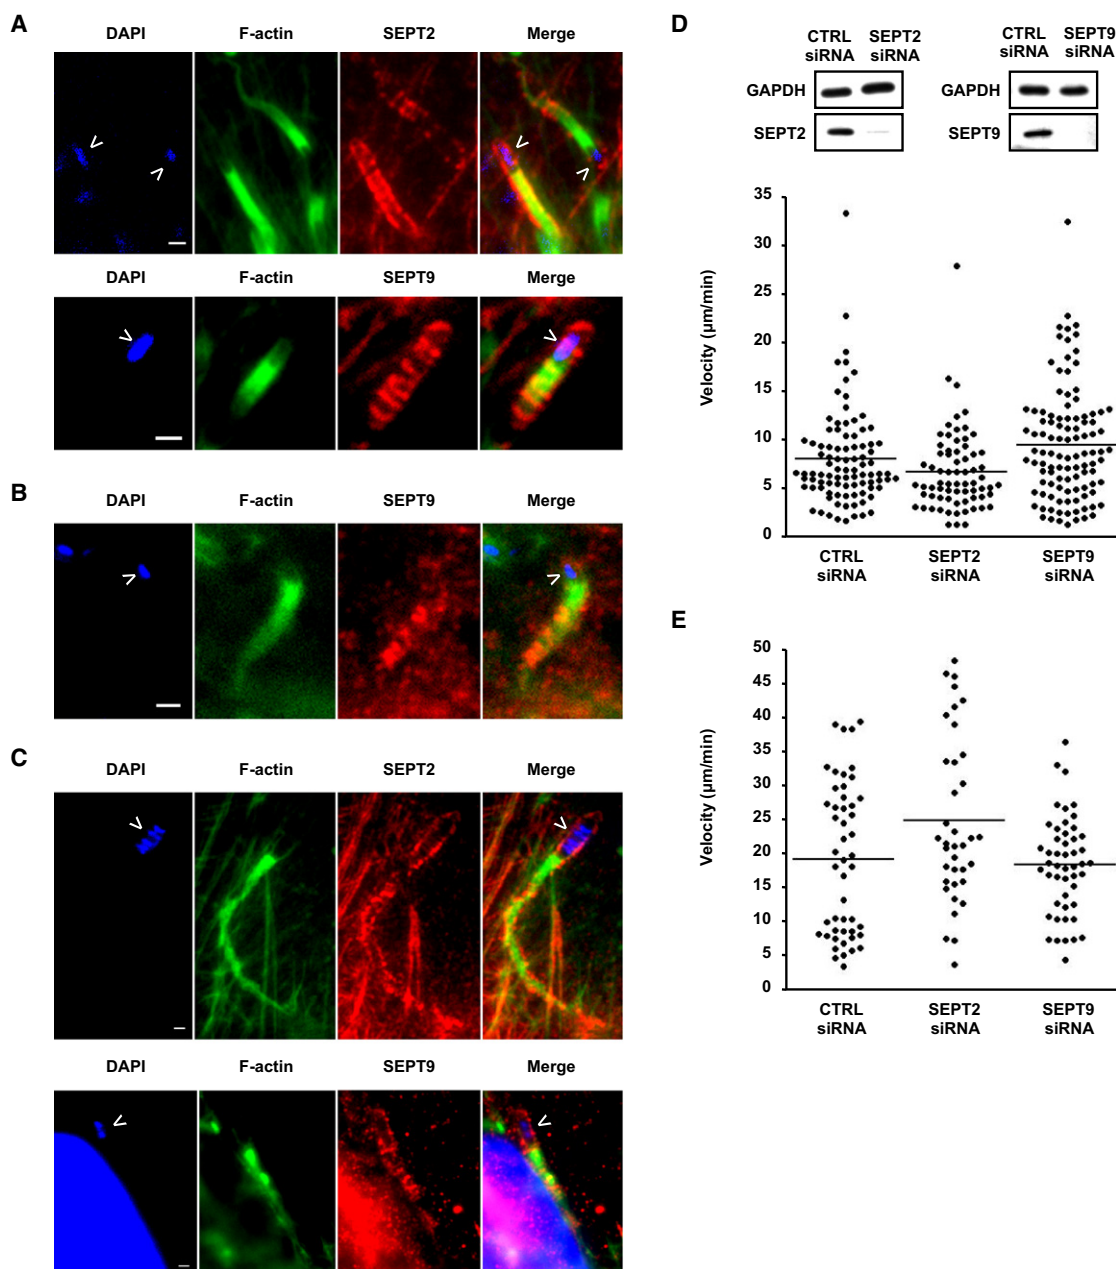 A
DAPI F-actin SEPT2 Merge
DAPI F-actin SEPT9 Merge
B
DAPI F-actin SEPT9 Merge
C
DAPI F-actin SEPT2 Merge
DAPI F-actin SEPT9 Merge
D
CTRL siRNA SEPT2 siRNA
GAPDH
SEPT2
CTRL siRNA SEPT9 siRNA
GAPDH
SEPT9
Velocity (µm/min)
35
30
25
20
15
10
5
0
CTRL siRNA
SEPT2 siRNA
SEPT9 siRNA
E
Velocity (µm/min)
50
45
40
35
30
25
20
15
10
5
0
CTRL siRNA
SEPT2 siRNA
SEPT9 siRNA